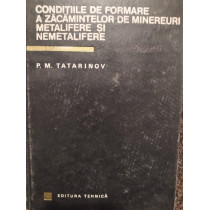 CONDIȚIILE DE FORMARE
A ZĂCĂMINTELOR DE MINEREURI
METALIFERE ȘI
NEMETALIFERE
P. M. TATARINOV
EDITURA TEHNICĂ